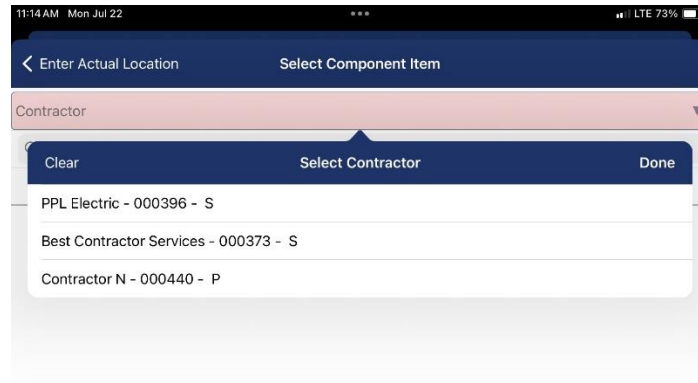 11:14 AM Mon Jul 22 LTE 73%
Enter Actual Location Select Component Item
Contractor
Clear Select Contractor Done
PPL Electric - 000396 - S
Best Contractor Services - 000373 - S
Contractor N - 000440 - P